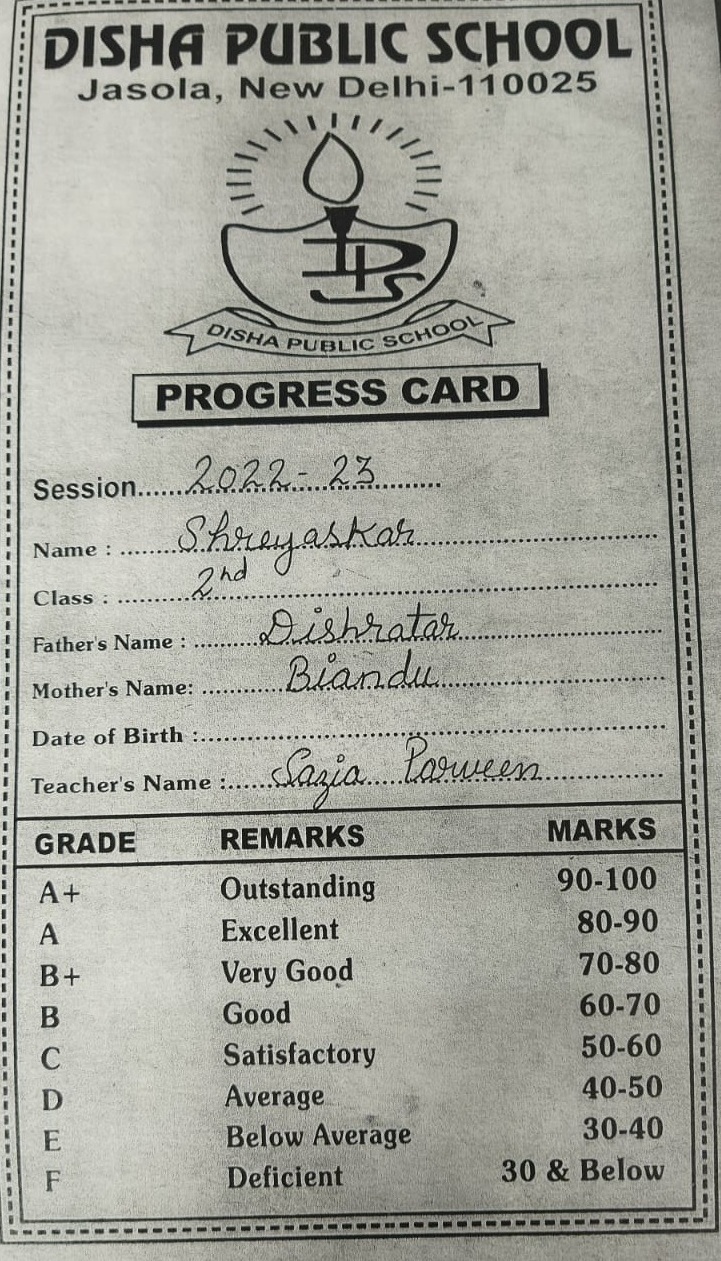 DISHA PUBLIC SCHOOL
Jasola, New Delhi-110025
DPS
DISHA PUBLIC SCHOOL
PROGRESS CARD
Session......2022-23..........
Name : ......Shreyaskar..........
Class : ......2nd..........
Father's Name : ......Dishratar..........
Mother's Name: ......Biandu..........
Date of Birth :..........
Teacher's Name :......Sazia Parween..........
GRADE REMARKS MARKS
A+ Outstanding 90-100
A Excellent 80-90
B+ Very Good 70-80
B Good 60-70
C Satisfactory 50-60
D Average 40-50
E Below Average 30-40
F Deficient 30 & Below